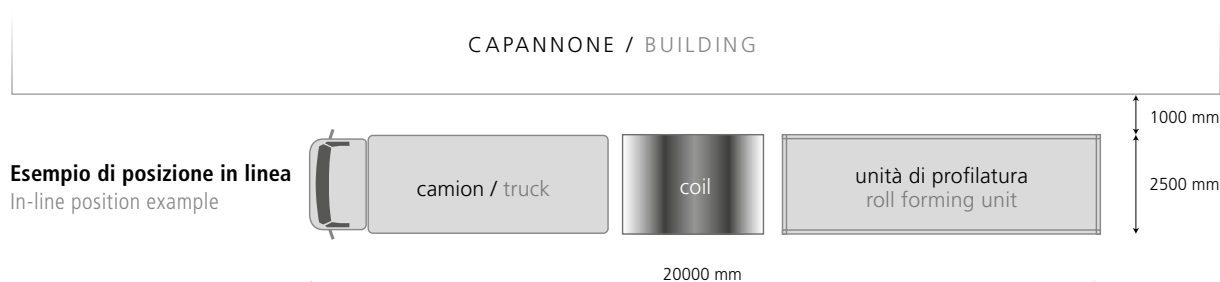 CAPANNONE / BUILDING
1000 mm
Esempio di posizione in linea
In-line position example
camion / truck
coil
unità di profilatura
roll forming unit
2500 mm
20000 mm